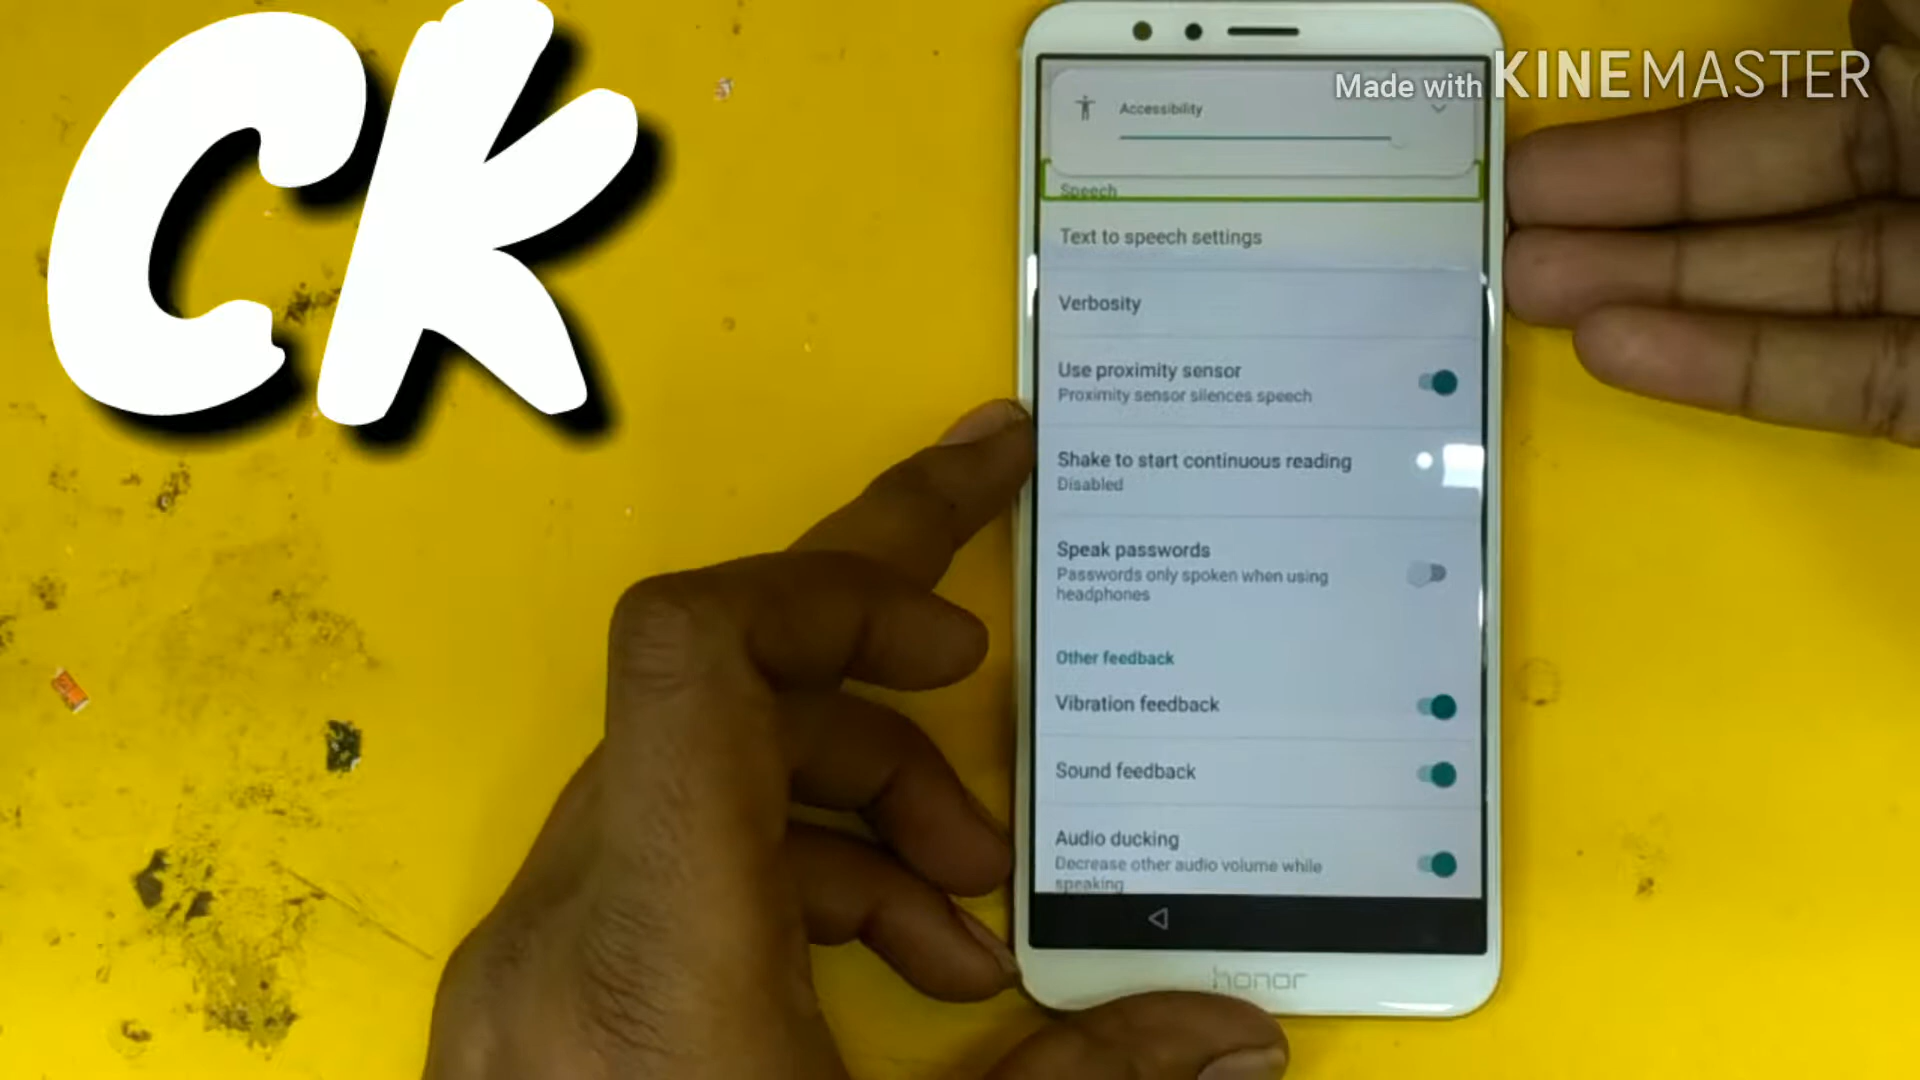 CK
Made with KINEMASTER
Accessibility
Speech
Text to speech settings
Verbosity
Use proximity sensor
Proximity sensor silences speech
Shake to start continuous reading
Disabled
Speak passwords
Passwords only spoken when using
headphones
Other feedback
Vibration feedback
Sound feedback
Audio ducking
Decrease other audio volume while
speaking
honor